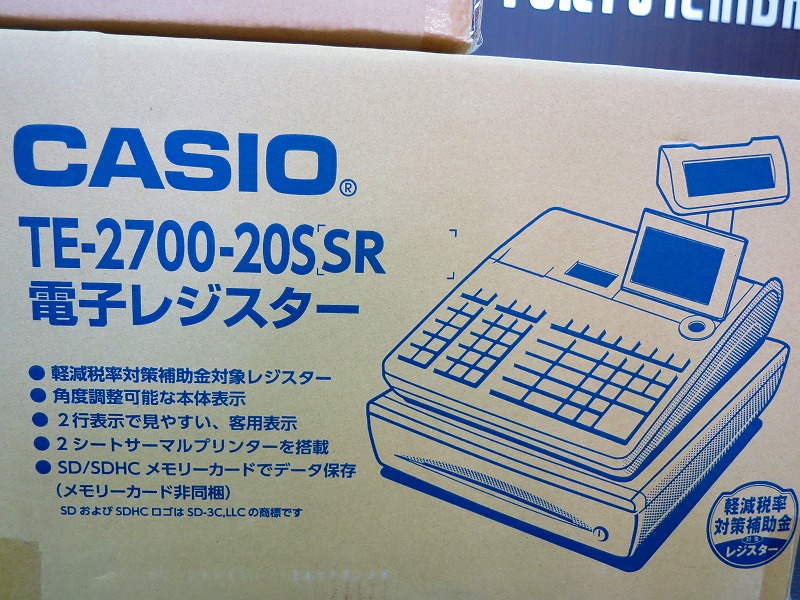 CASIO®
TE-2700-20S SR
電子レジスター
● 軽減税率対策補助金対象レジスター
● 角度調整可能な本体表示
● 2行表示で見やすい、客用表示
● 2シートサーマルプリンターを搭載
● SD/SDHC メモリーカードでデータ保存
(メモリーカード非同梱)
SD および SDHC ロゴは SD-3C,LLC の商標です
軽減税率
対策補助金
対象
レジスター